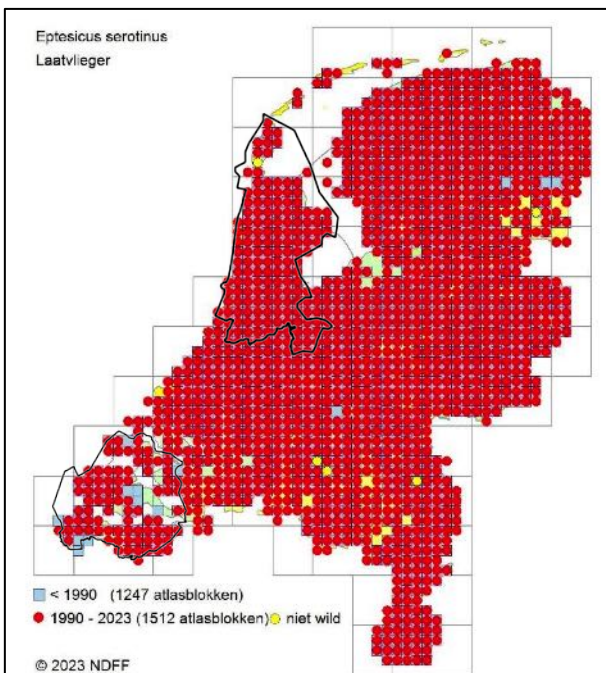 Eptesicus serotinus
Laatvlieger
< 1990 (1247 atlasblokken)
1990 - 2023 (1512 atlasblokken) niet wild
© 2023 NDFF